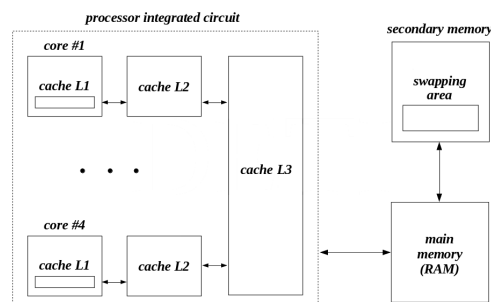 processor integrated circuit
secondary memory
core #1
cache L1
cache L2
swapping
area
cache L3
core #4
cache L1
cache L2
main
memory
(RAM)